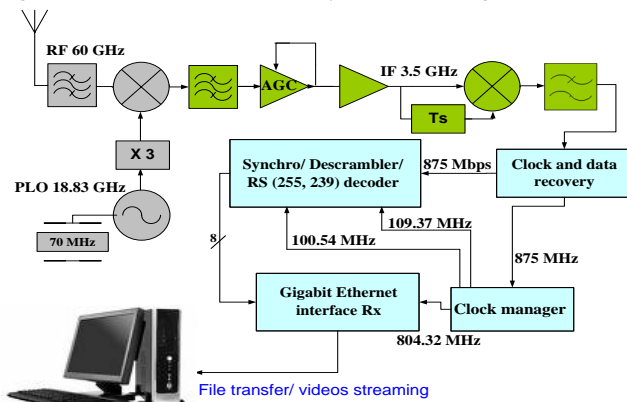 RF 60 GHz
AGC
IF 3.5 GHz
Ts
X 3
PLO 18.83 GHz
70 MHz
Synchro/ Descrambler/
RS (255, 239) decoder
875 Mbps
Clock and data
recovery
109.37 MHz
100.54 MHz
8
875 MHz
Gigabit Ethernet
interface Rx
Clock manager
804.32 MHz
File transfer/ videos streaming